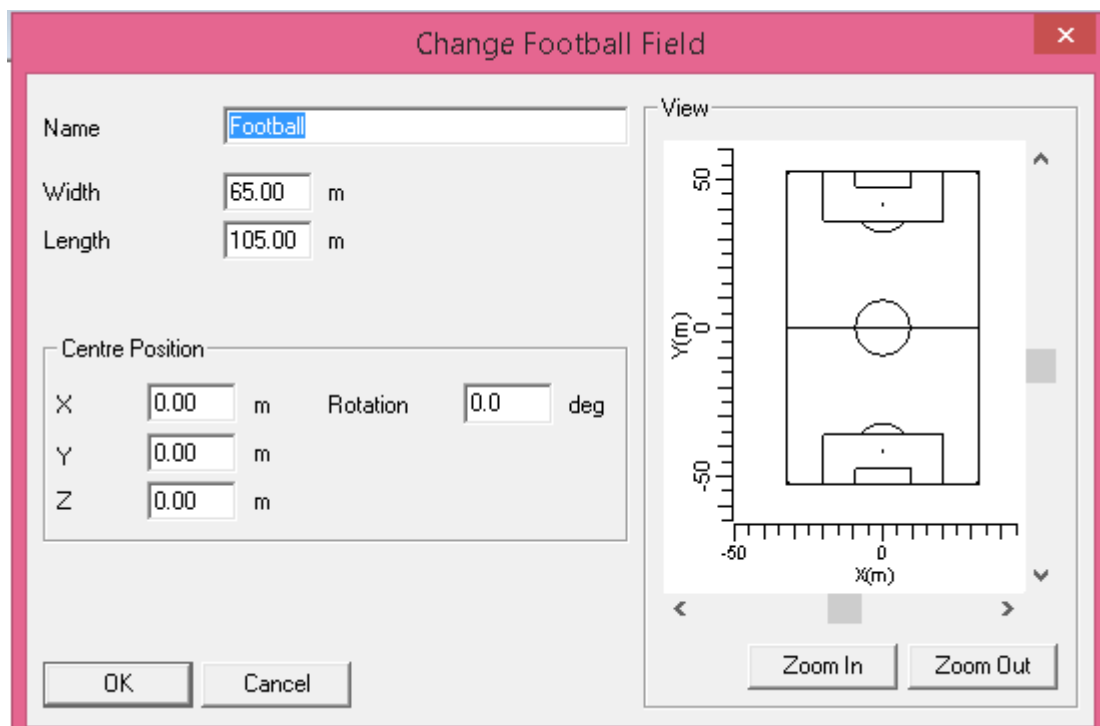 Change Football Field
Name Football
Width 65.00 m
Length 105.00 m
Centre Position
X 0.00 m Rotation 0.0 deg
Y 0.00 m
Z 0.00 m
OK Cancel
View
50
Y(m) 0
-50
-50 0
X(m)
Zoom In Zoom Out